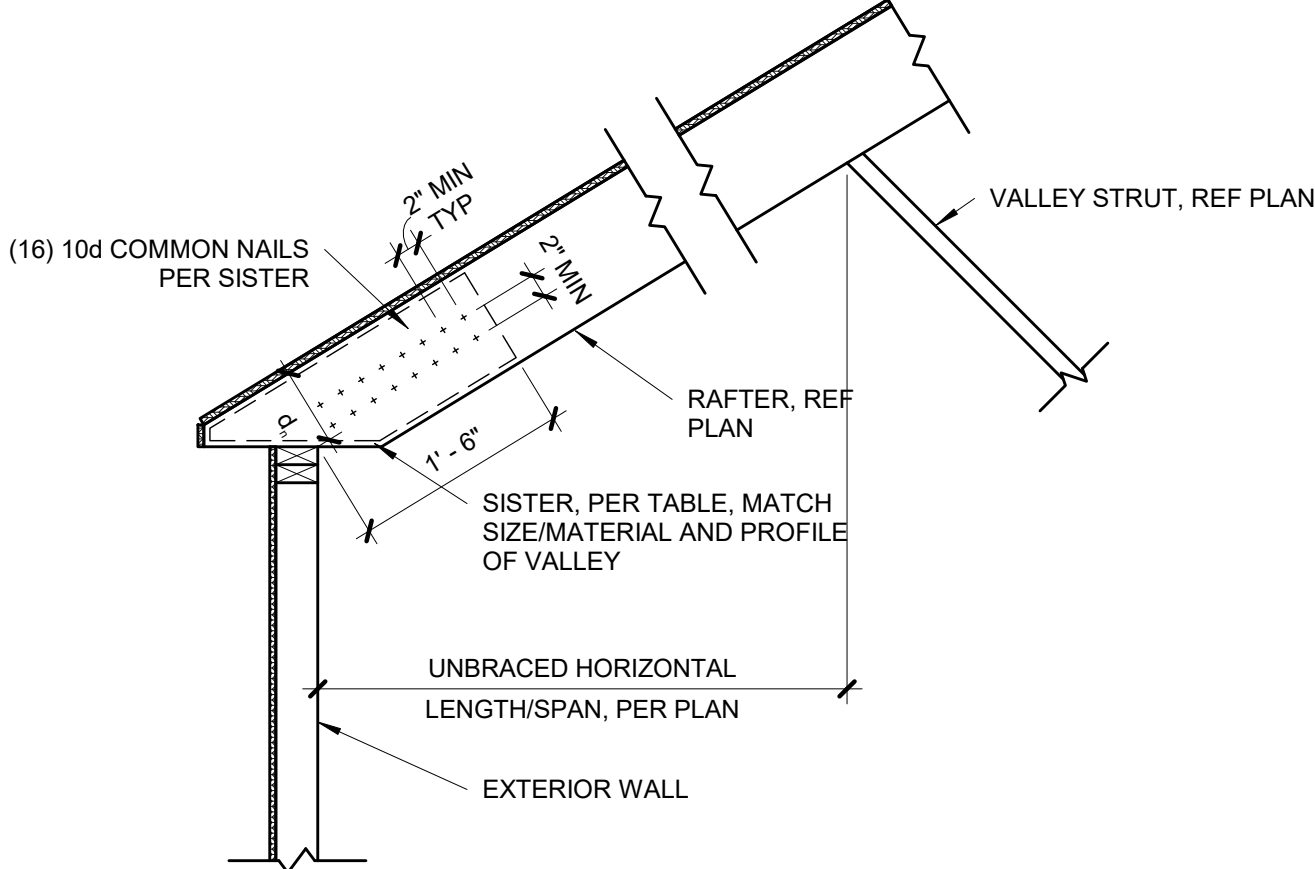 2" MIN
TYP
(16) 10d COMMON NAILS
PER SISTER
2" MIN
VALLEY STRUT, REF PLAN
RAFTER, REF
PLAN
dn
1' - 6"
SISTER, PER TABLE, MATCH
SIZE/MATERIAL AND PROFILE
OF VALLEY
UNBRACED HORIZONTAL
LENGTH/SPAN, PER PLAN
EXTERIOR WALL